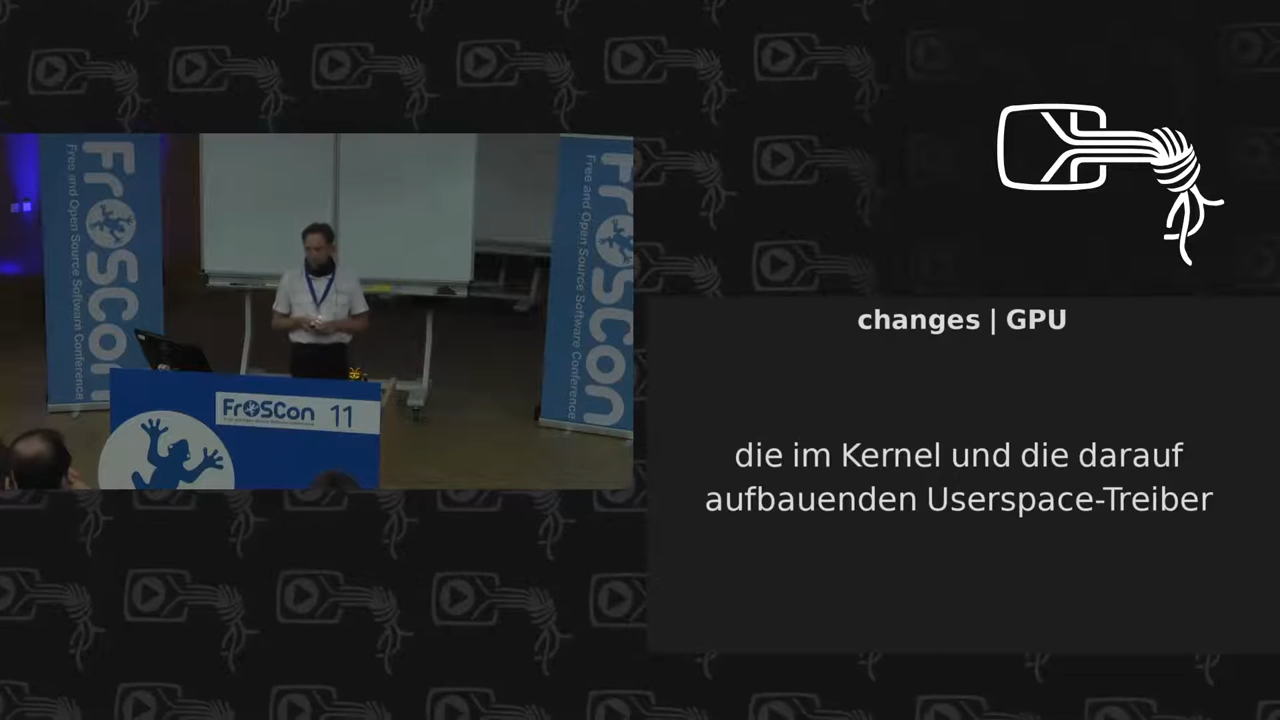 FrOSCon
Free and Open Source Software Conference
FrOSCon
Free and Open Source Software Conference
FrOSCon 11
changes | GPU
die im Kernel und die darauf
aufbauenden Userspace-Treiber